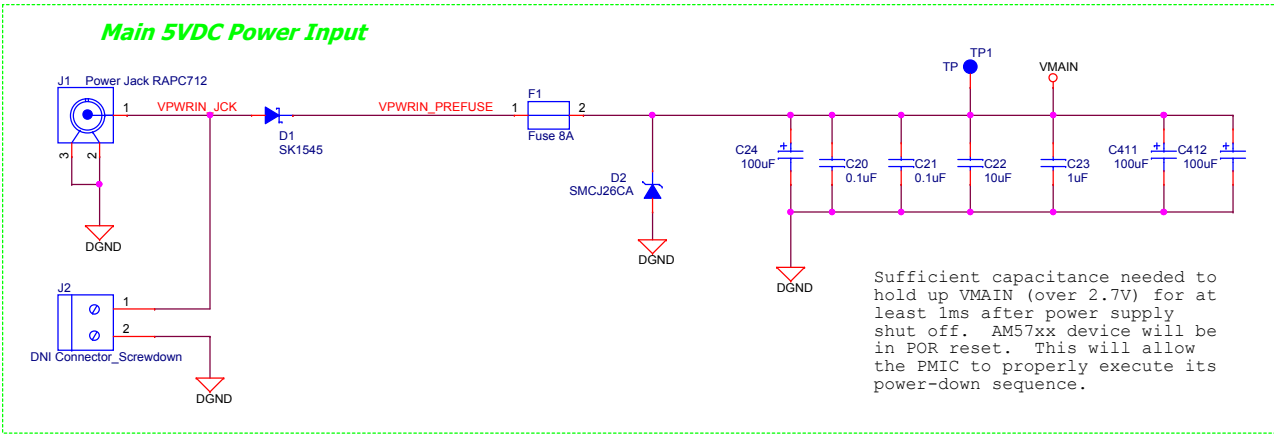 Main 5VDC Power Input
J1 Power Jack RAPC712
1
VPWRIN_JCK
3
2
DGND
D1
SK1545
VPWRIN_PREFUSE
1
F1
2
Fuse 8A
D2
SMCJ26CA
DGND
TP
TP1
VMAIN
C24
100uF
+
C20
0.1uF
C21
0.1uF
C22
10uF
C23
1uF
C411
100uF
+
C412
100uF
+
DGND
J2
1
2
DNI Connector_Screwdown
DGND
Sufficient capacitance needed to
hold up VMAIN (over 2.7V) for at
least 1ms after power supply
shut off. AM57xx device will be
in POR reset. This will allow
the PMIC to properly execute its
power-down sequence.